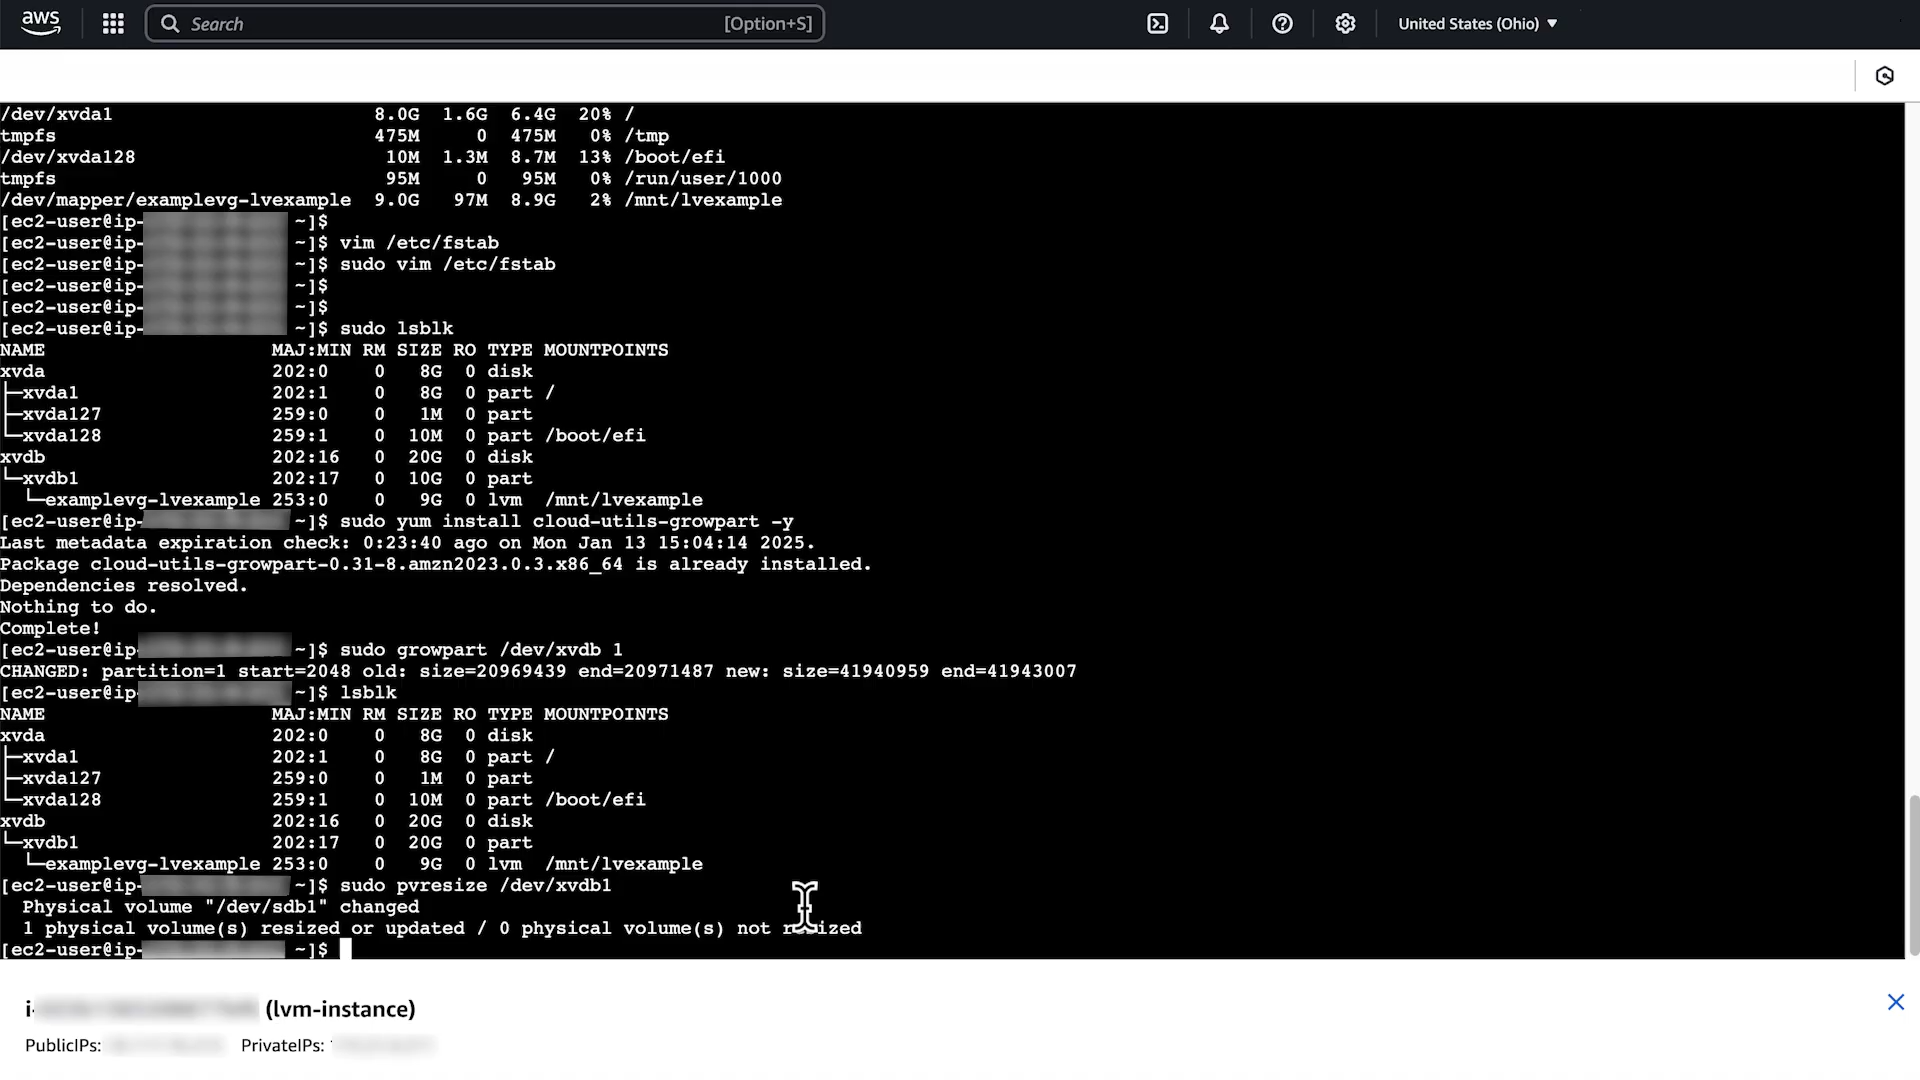 aws
Search [Option+S]
United States (Ohio)
/dev/xvda1 8.0G 1.6G 6.4G 20% /
tmpfs 475M 0 475M 0% /tmp
/dev/xvda128 10M 1.3M 8.7M 13% /boot/efi
tmpfs 95M 0 95M 0% /run/user/1000
/dev/mapper/examplevg-lvexample 9.0G 97M 8.9G 2% /mnt/lvexample
[ec2-user@ip- ~]$
[ec2-user@ip- ~]$ vim /etc/fstab
[ec2-user@ip- ~]$ sudo vim /etc/fstab
[ec2-user@ip- ~]$
[ec2-user@ip- ~]$
[ec2-user@ip- ~]$ sudo lsblk
NAME MAJ:MIN RM SIZE RO TYPE MOUNTPOINTS
xvda 202:0 0 8G 0 disk
├─xvda1 202:1 0 8G 0 part /
├─xvda127 259:0 0 1M 0 part
└─xvda128 259:1 0 10M 0 part /boot/efi
xvdb 202:16 0 20G 0 disk
└─xvdb1 202:17 0 10G 0 part
└─examplevg-lvexample 253:0 0 9G 0 lvm /mnt/lvexample
[ec2-user@ip- ~]$ sudo yum install cloud-utils-growpart -y
Last metadata expiration check: 0:23:40 ago on Mon Jan 13 15:04:14 2025.
Package cloud-utils-growpart-0.31-8.amzn2023.0.3.x86_64 is already installed.
Dependencies resolved.
Nothing to do.
Complete!
[ec2-user@ip- ~]$ sudo growpart /dev/xvdb 1
CHANGED: partition=1 start=2048 old: size=20969439 end=20971487 new: size=41940959 end=41943007
[ec2-user@ip- ~]$ lsblk
NAME MAJ:MIN RM SIZE RO TYPE MOUNTPOINTS
xvda 202:0 0 8G 0 disk
├─xvda1 202:1 0 8G 0 part /
├─xvda127 259:0 0 1M 0 part
└─xvda128 259:1 0 10M 0 part /boot/efi
xvdb 202:16 0 20G 0 disk
└─xvdb1 202:17 0 20G 0 part
└─examplevg-lvexample 253:0 0 9G 0 lvm /mnt/lvexample
[ec2-user@ip- ~]$ sudo pvresize /dev/xvdb1
Physical volume "/dev/sdb1" changed
1 physical volume(s) resized or updated / 0 physical volume(s) not resized
[ec2-user@ip- ~]$
i- (lvm-instance)
PublicIPs: PrivateIPs: